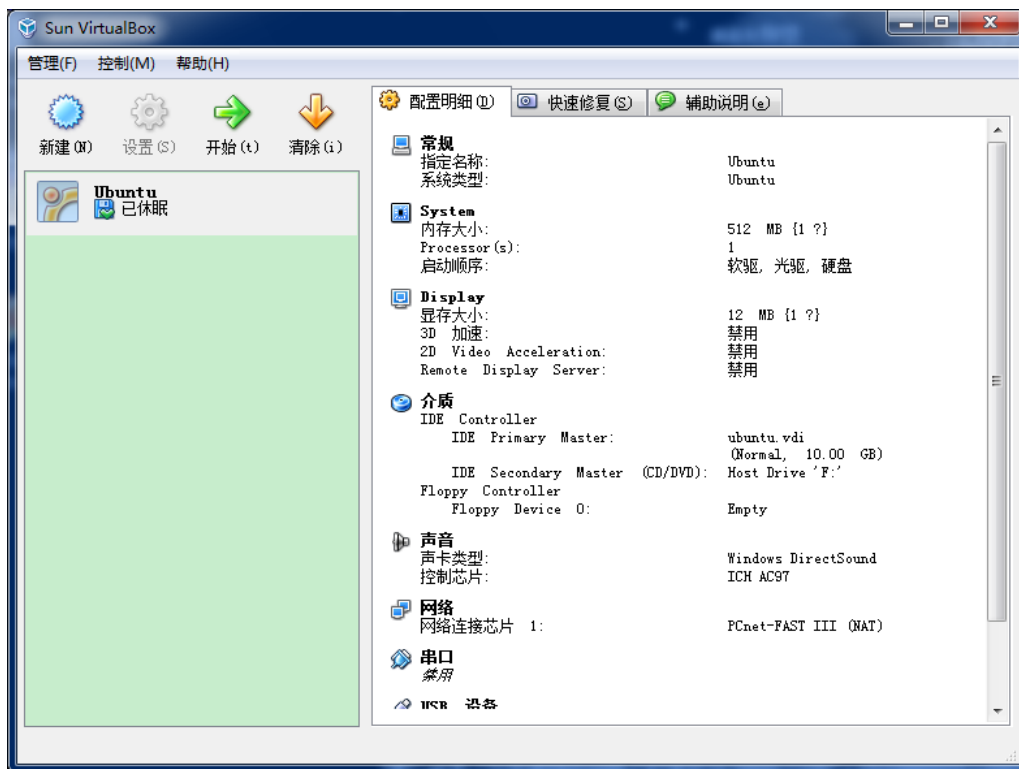 Sun VirtualBox
管理(F) 控制(M) 帮助(H)
新建(N) 设置(S) 开始(t) 清除(i)
Ubuntu
已休眠
配置明细(D) 快速修复(S) 辅助说明(e)
常规
指定名称: Ubuntu
系统类型: Ubuntu
System
内存大小: 512 MB {1 ?}
Processor(s): 1
启动顺序: 软驱, 光驱, 硬盘
Display
显存大小: 12 MB {1 ?}
3D 加速: 禁用
2D Video Acceleration: 禁用
Remote Display Server: 禁用
介质
IDE Controller
IDE Primary Master: ubuntu.vdi
(Normal, 10.00 GB)
IDE Secondary Master (CD/DVD): Host Drive 'F:'
Floppy Controller
Floppy Device 0: Empty
声音
声卡类型: Windows DirectSound
控制芯片: ICH AC97
网络
网络连接芯片 1: PCnet-FAST III (NAT)
串口
禁用
USB 设备